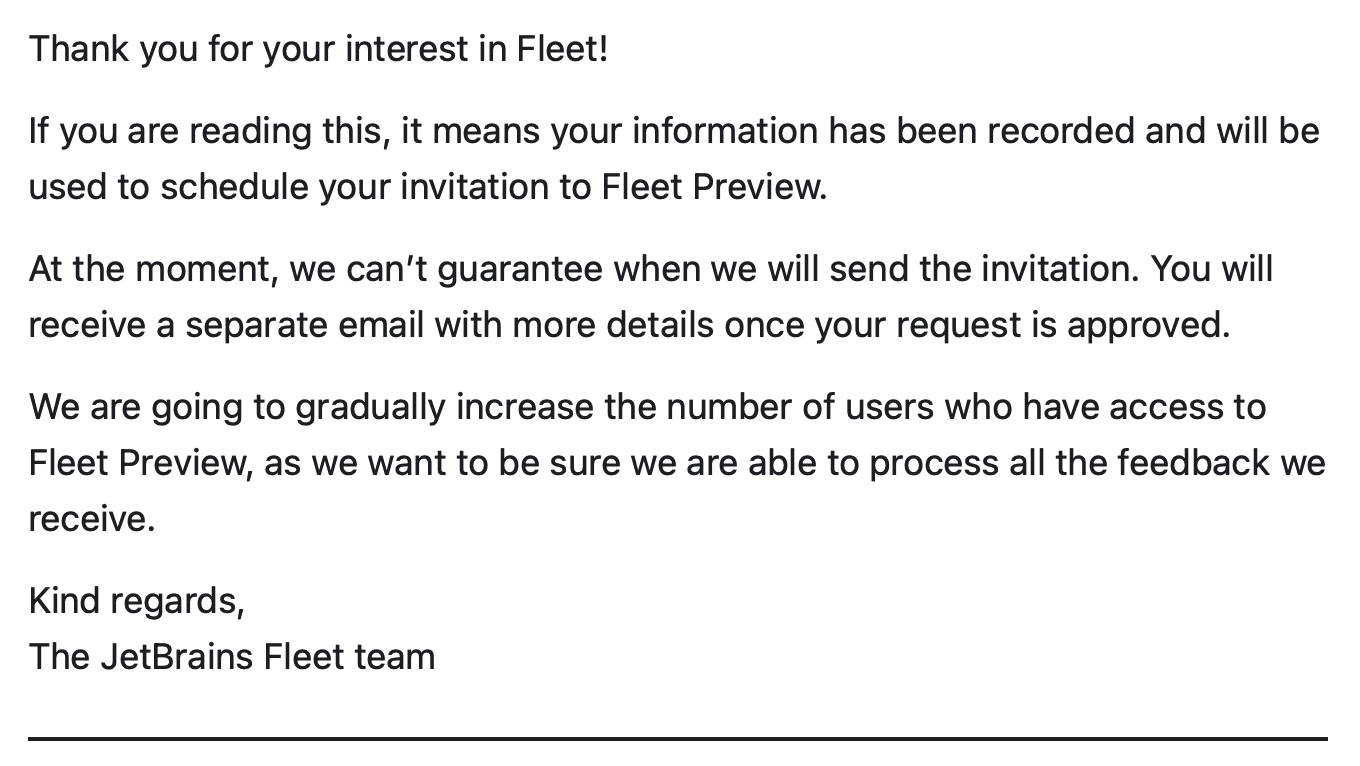 Thank you for your interest in Fleet!
If you are reading this, it means your information has been recorded and will be
used to schedule your invitation to Fleet Preview.
At the moment, we can’t guarantee when we will send the invitation. You will
receive a separate email with more details once your request is approved.
We are going to gradually increase the number of users who have access to
Fleet Preview, as we want to be sure we are able to process all the feedback we
receive.
Kind regards,
The JetBrains Fleet team